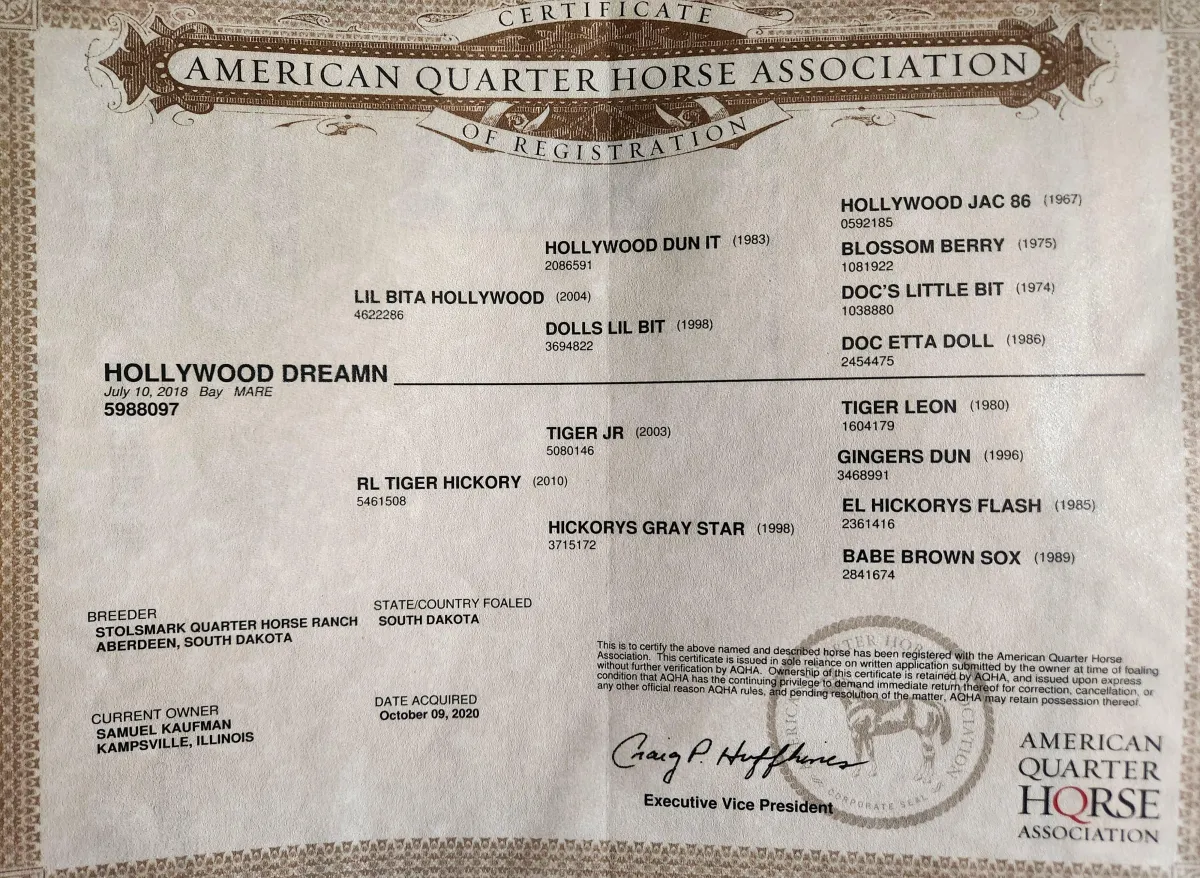 CERTIFICATE
AMERICAN QUARTER HORSE ASSOCIATION
OF REGISTRATION
HOLLYWOOD JAC 86 (1967)
0592185
HOLLYWOOD DUN IT (1983)
2086591
BLOSSOM BERRY (1975)
1081922
LIL BITA HOLLYWOOD (2004)
4622286
DOC'S LITTLE BIT (1974)
1038880
DOLLS LIL BIT (1998)
3694822
DOC ETTA DOLL (1986)
2454475
HOLLYWOOD DREAMN
July 10, 2018 Bay MARE
5988097
TIGER LEON (1980)
1604179
TIGER JR (2003)
5080146
GINGERS DUN (1996)
3468991
RL TIGER HICKORY (2010)
5461508
EL HICKORYS FLASH (1985)
2361416
HICKORYS GRAY STAR (1998)
3715172
BABE BROWN SOX (1989)
2841674
BREEDER
STOLSMARK QUARTER HORSE RANCH
ABERDEEN, SOUTH DAKOTA
STATE/COUNTRY FOALED
SOUTH DAKOTA
CURRENT OWNER
SAMUEL KAUFMAN
KAMPSVILLE, ILLINOIS
DATE ACQUIRED
October 09, 2020
This is to certify the above named and described horse has been registered with the American Quarter Horse
Association. This certificate is issued in sole reliance on written application submitted by the owner at time of foaling
without further verification by AQHA. Ownership of this certificate is retained by AQHA, and issued upon express
condition that AQHA has the continuing privilege to demand immediate return thereof for correction, cancellation, or
any other official reason AQHA rules, and pending resolution of the matter, AQHA may retain possession thereof.
Craig P. Huffhines
Executive Vice President
CORPORATE SEAL
AMERICAN
QUARTER
HORSE
ASSOCIATION